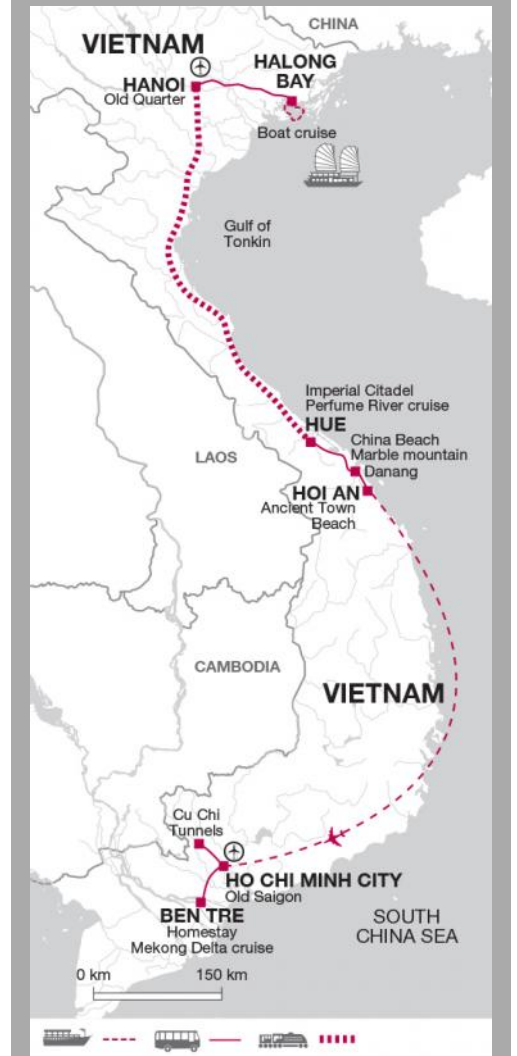 CHINA
VIETNAM
HALONG
BAY
HANOI
Old Quarter
Boat cruise
Gulf of
Tonkin
Imperial Citadel
Perfume River cruise
HUE
China Beach
Marble mountain
Danang
LAOS
HOI AN
Ancient Town
Beach
CAMBODIA
VIETNAM
Cu Chi
Tunnels
HO CHI MINH CITY
Old Saigon
BEN TRE
Homestay
Mekong Delta cruise
SOUTH
CHINA SEA
0 km
150 km